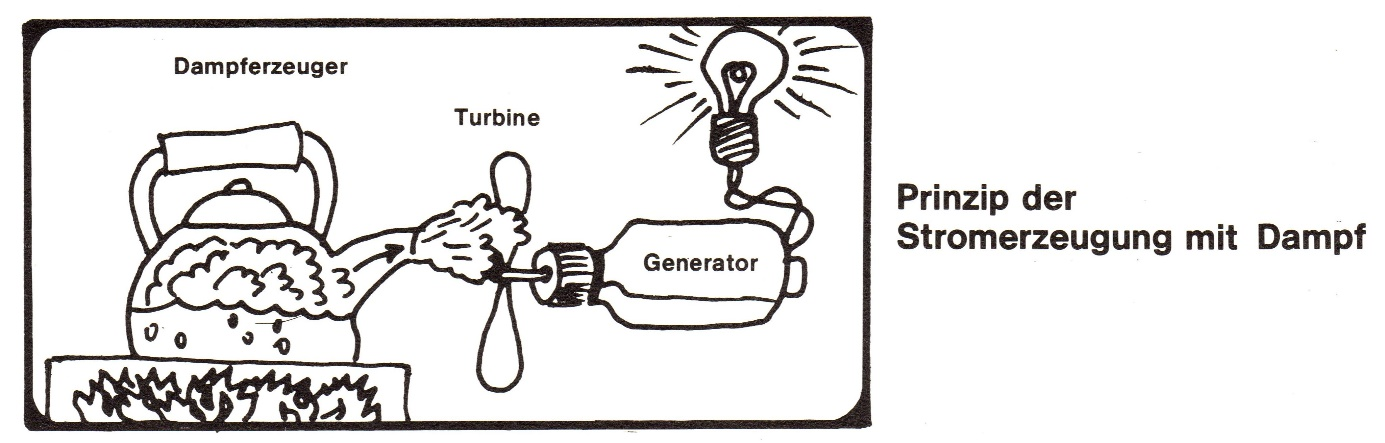 Dampferzeuger
Turbine
Generator
Prinzip der
Stromerzeugung mit Dampf